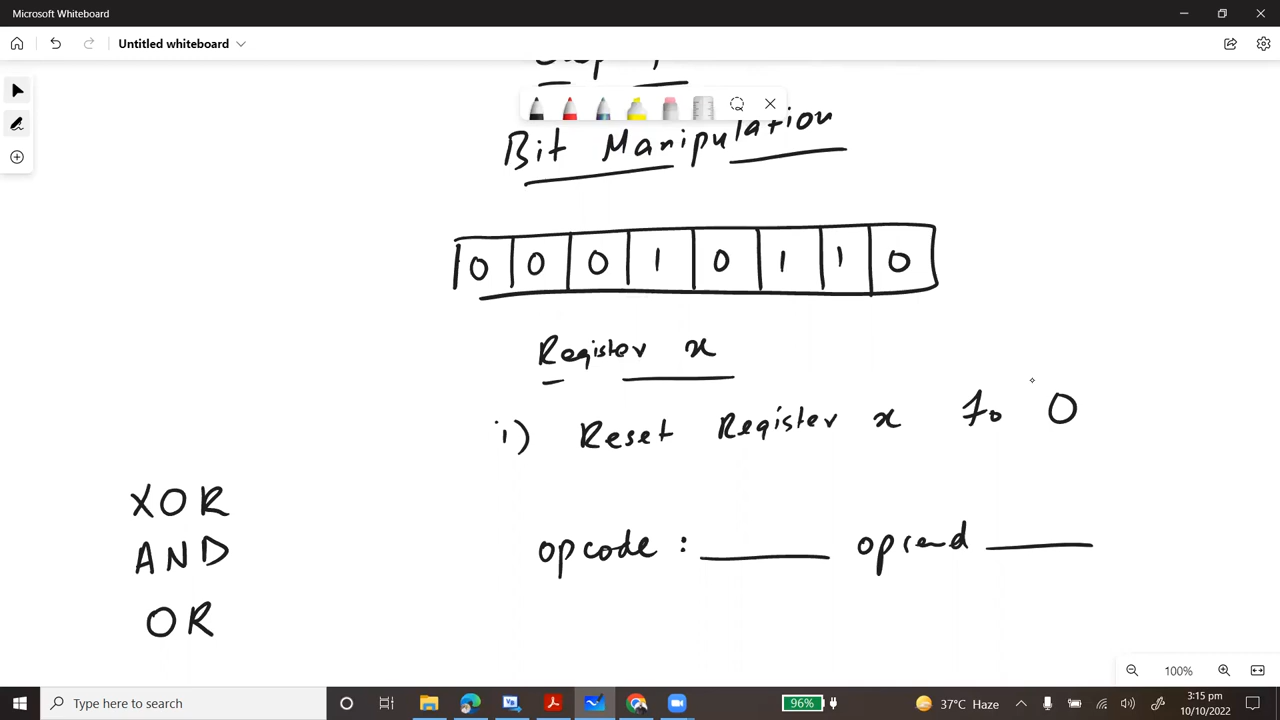 Microsoft Whiteboard
Untitled whiteboard
Bit Manipulation
0 0 0 1 0 1 1 0
Register x
i) Reset Register x to 0
XOR
AND
OR
opcode : ______ operand ______
100%
Type here to search
96%
37°C Haze
3:15 pm
10/10/2022